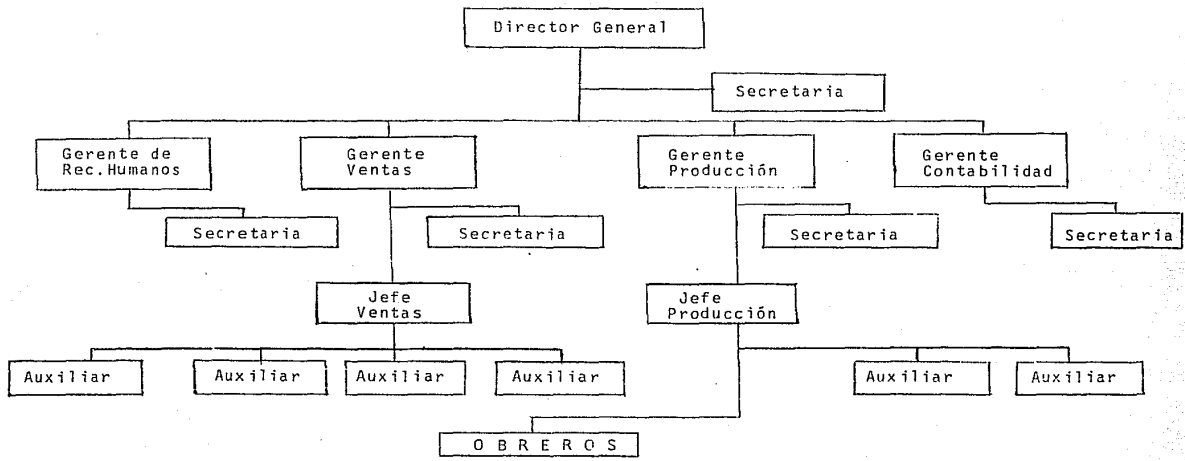 Director General
Secretaria
Gerente de
Rec.Humanos
Gerente
Ventas
Gerente
Producción
Gerente
Contabilidad
Secretaria
Secretaria
Secretaria
Secretaria
Jefe
Ventas
Jefe
Producción
Auxiliar
Auxiliar
Auxiliar
Auxiliar
Auxiliar
Auxiliar
O B R E R O S